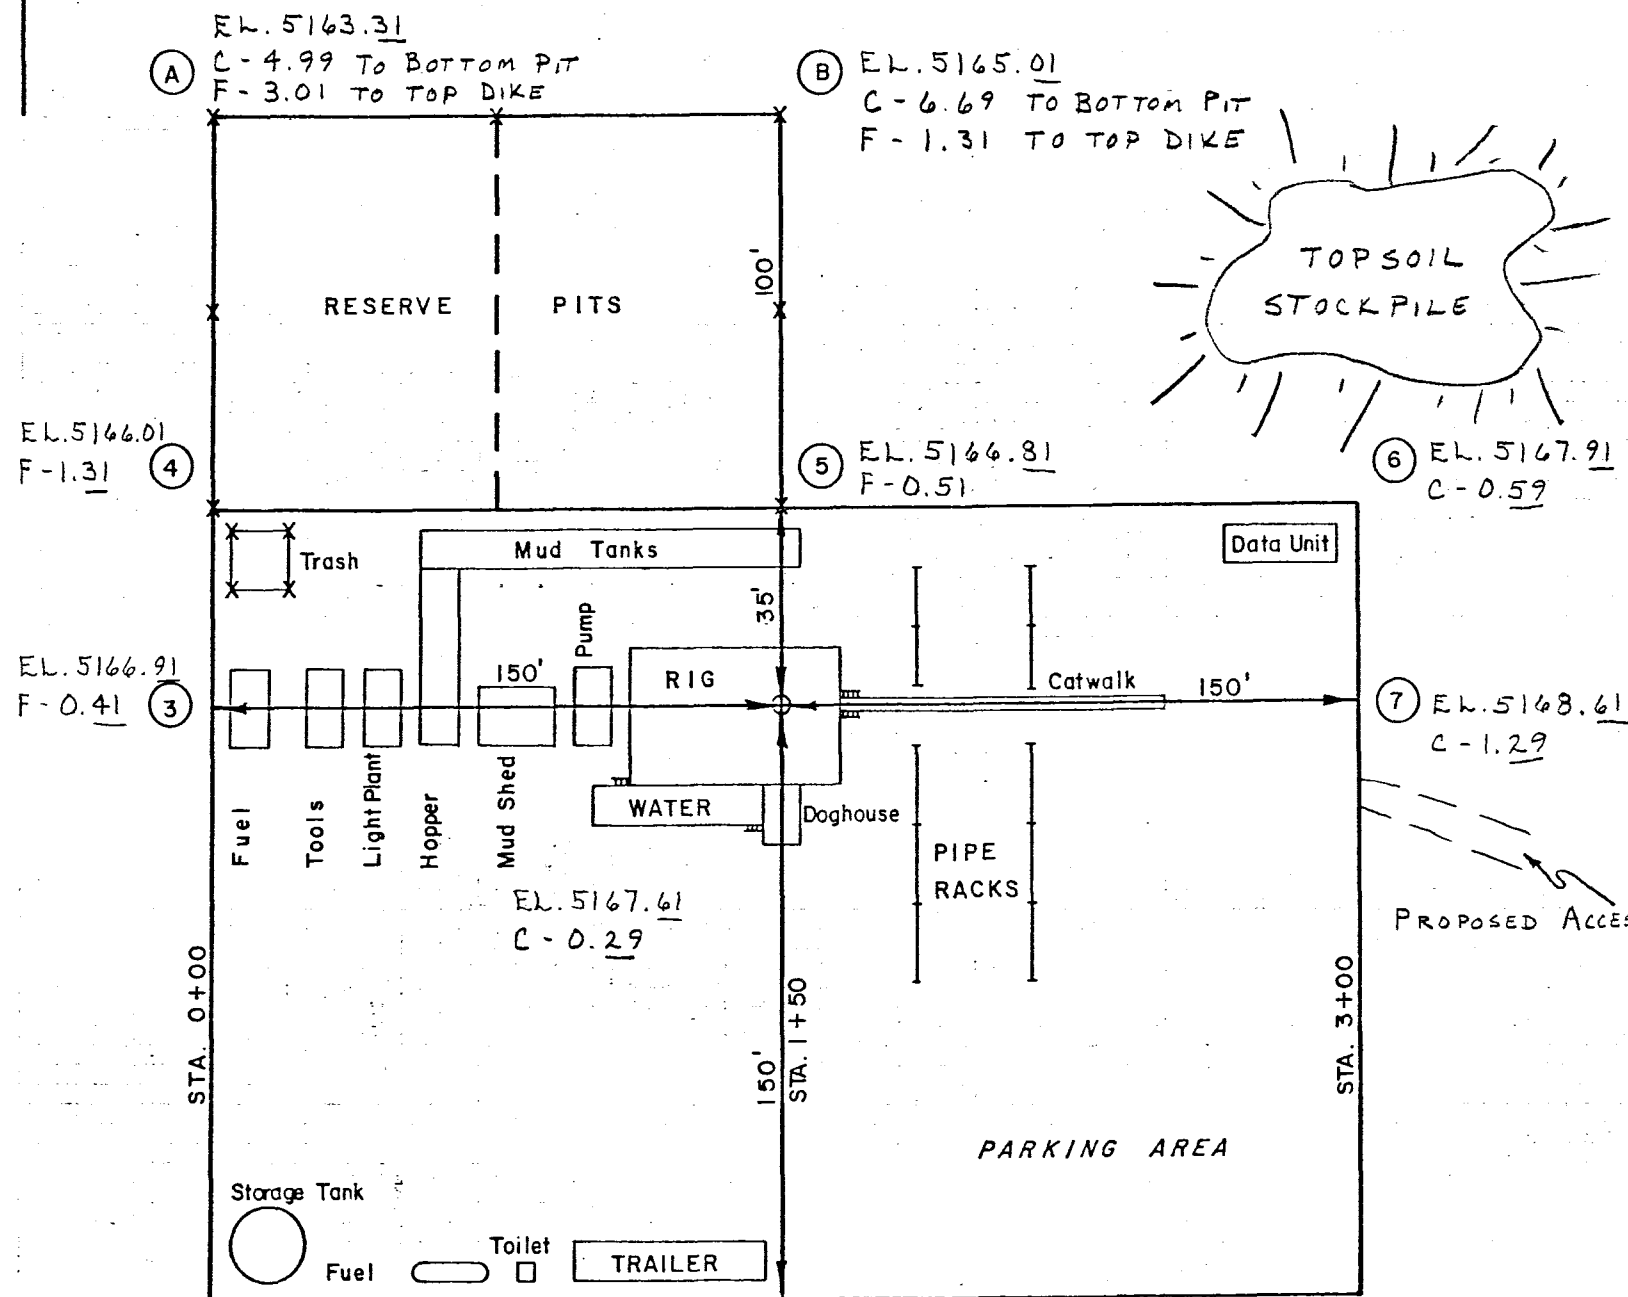 EL. 5163.31
A
C - 4.99 TO BOTTOM PIT
F - 3.01 TO TOP DIKE
B
EL. 5165.01
C - 6.69 TO BOTTOM PIT
F - 1.31 TO TOP DIKE
100'
RESERVE PITS
TOPSOIL
STOCKPILE
EL. 5166.01
F - 1.31
4
5
EL. 5166.81
F - 0.51
6
EL. 5167.91
C - 0.59
Trash
Mud Tanks
Data Unit
35'
Pump
EL. 5166.91
F - 0.41
3
150'
RIG
Catwalk
150'
7
EL. 5168.61
C - 1.29
Fuel
Tools
Light Plant
Hopper
Mud Shed
WATER
Doghouse
PIPE
RACKS
EL. 5167.61
C - 0.29
PROPOSED ACCES
STA. 0+00
150'
STA. 1+50
STA. 3+00
PARKING AREA
Storage Tank
Fuel
Toilet
TRAILER